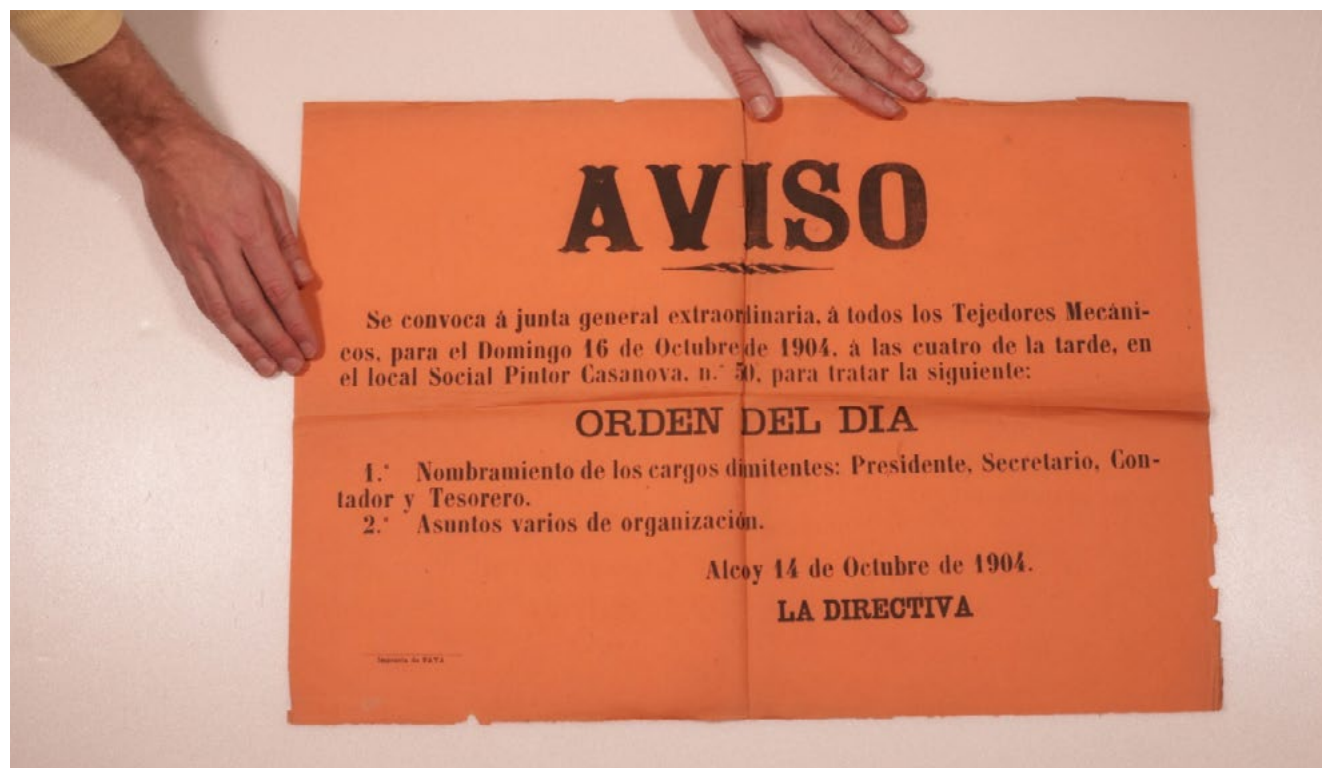 AVISO
Se convoca á junta general extraordinaria, á todos los Tejedores Mecáni-
cos, para el Domingo 16 de Octubre de 1904, á las cuatro de la tarde, en
el local Social Pintor Casanova, n.º 50, para tratar la siguiente:
ORDEN DEL DIA
1.º Nombramiento de los cargos dimitentes: Presidente, Secretario, Con-
tador y Tesorero.
2.º Asuntos varios de organización.
Alcoy 14 de Octubre de 1904.
LA DIRECTIVA
Imprenta de PAYÁ